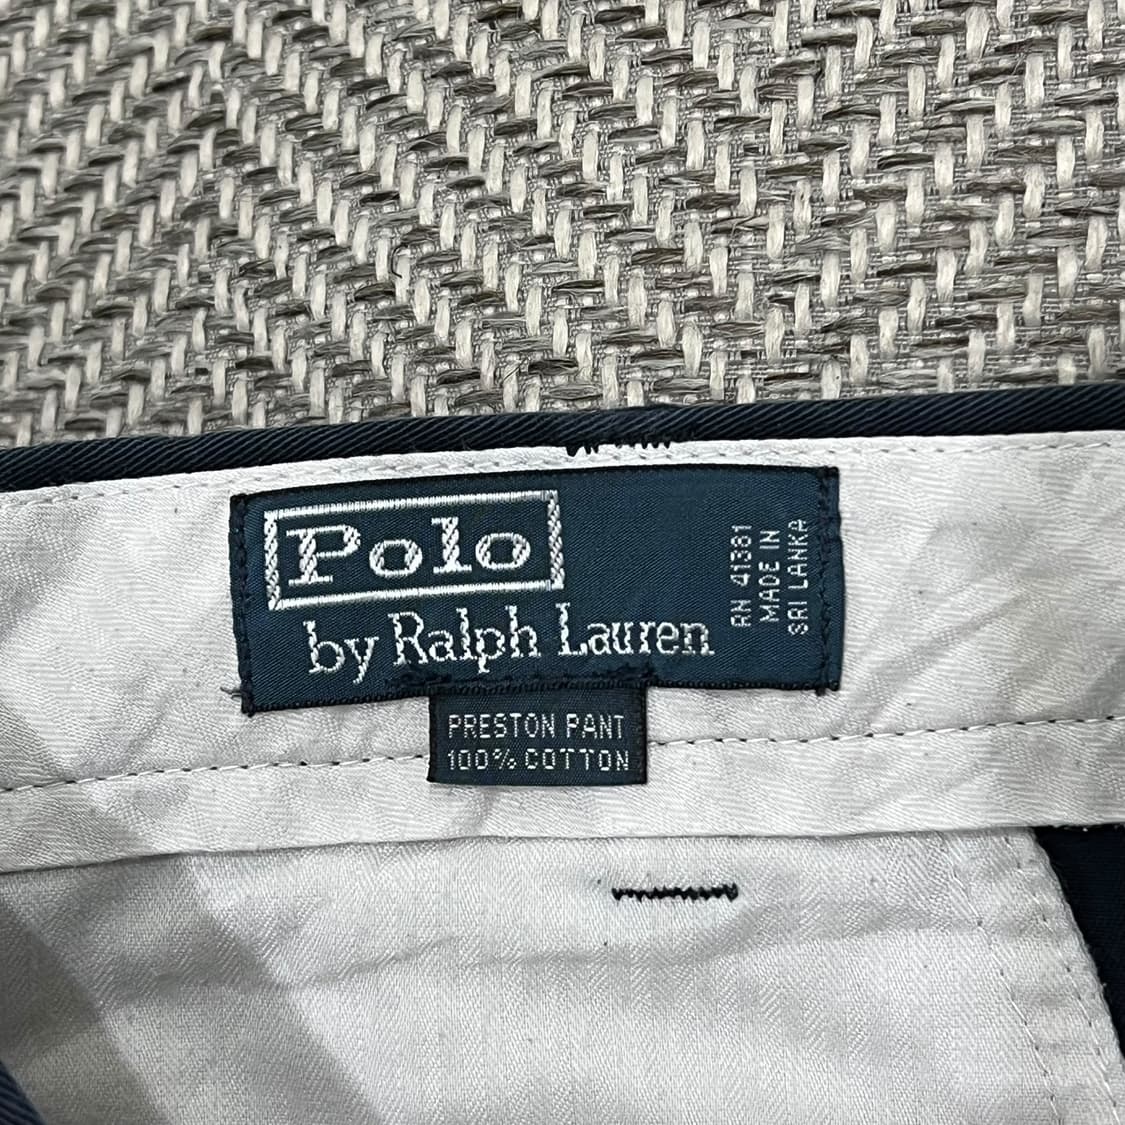 Polo
by Ralph Lauren
RN 41381
MADE IN
SRI LANKA
PRESTON PANT
100% COTTON